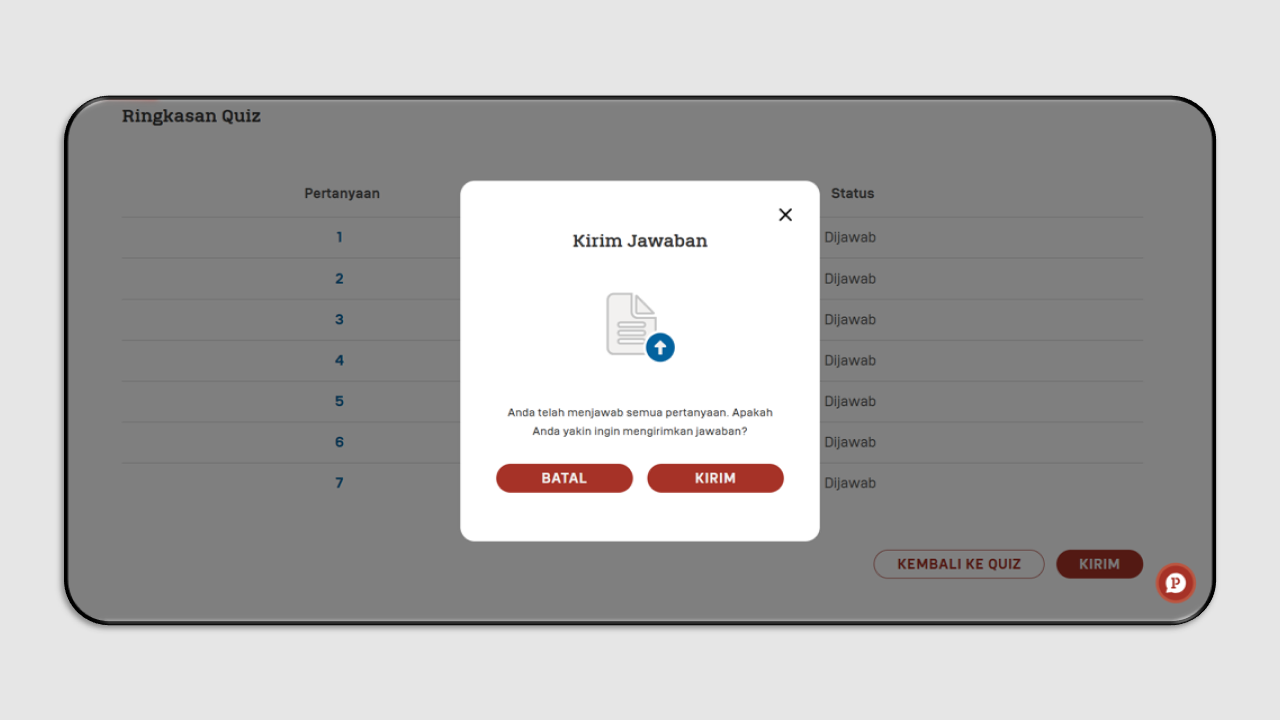 Ringkasan Quiz
Pertanyaan Status
1 Dijawab
2 Dijawab
3 Dijawab
4 Dijawab
5 Dijawab
6 Dijawab
7 Dijawab
Kirim Jawaban
Anda telah menjawab semua pertanyaan. Apakah
Anda yakin ingin mengirimkan jawaban?
BATAL KIRIM
KEMBALI KE QUIZ KIRIM
P